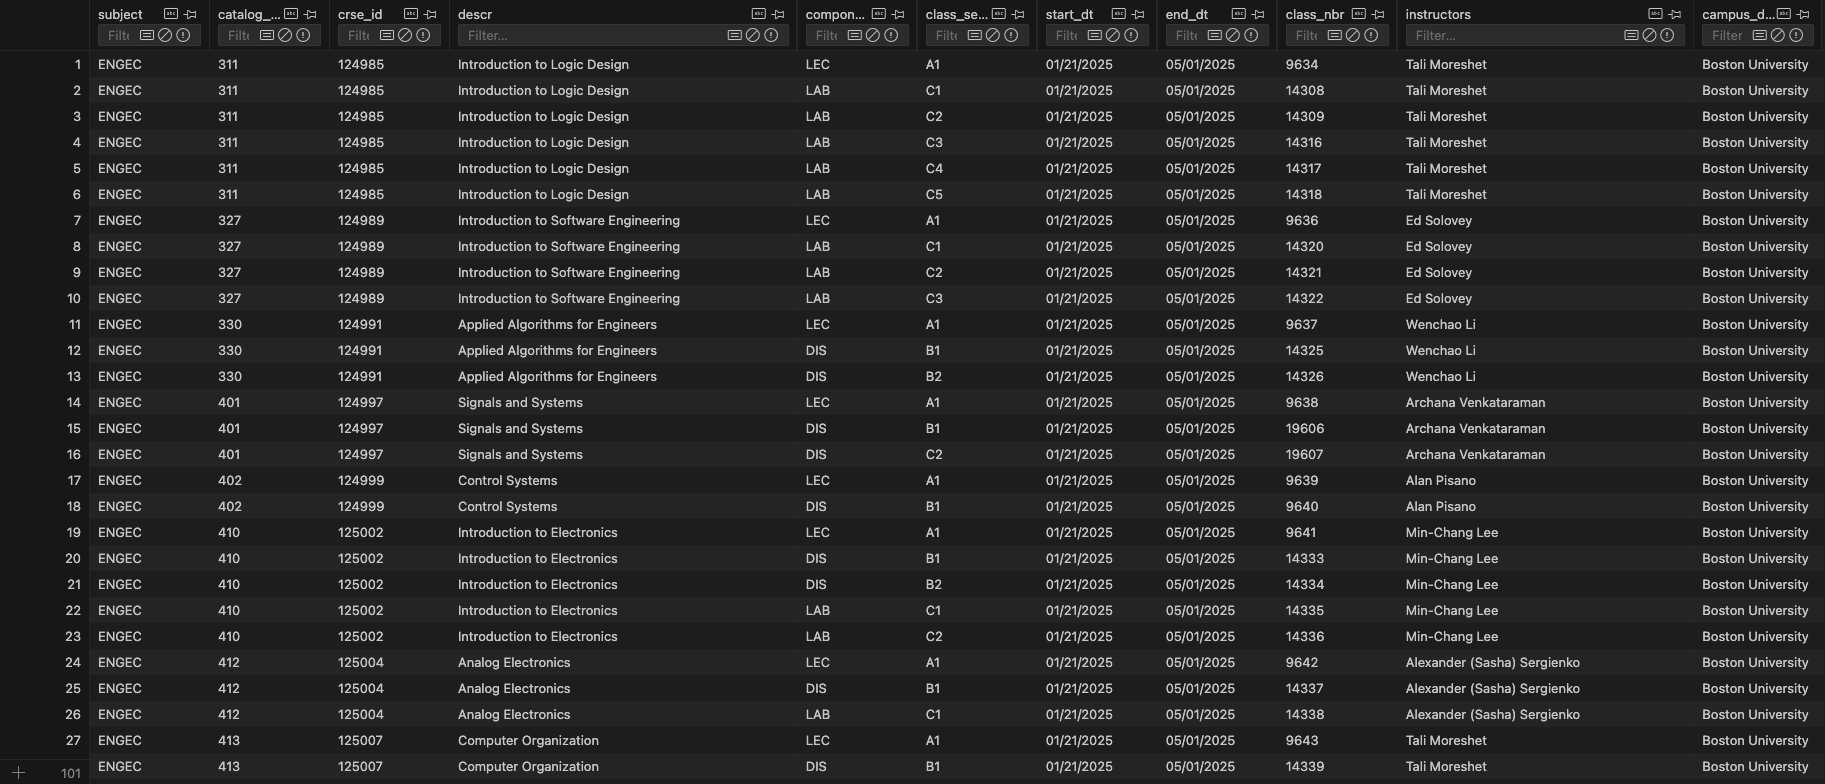 subject catalog_... crse_id descr compon... class_se... start_dt end_dt class_nbr instructors campus_d...
Filte Filte Filte Filter... Filte Filte Filte Filte Filte Filter... Filter
1 ENGEC 311 124985 Introduction to Logic Design LEC A1 01/21/2025 05/01/2025 9634 Tali Moreshet Boston University
2 ENGEC 311 124985 Introduction to Logic Design LAB C1 01/21/2025 05/01/2025 14308 Tali Moreshet Boston University
3 ENGEC 311 124985 Introduction to Logic Design LAB C2 01/21/2025 05/01/2025 14309 Tali Moreshet Boston University
4 ENGEC 311 124985 Introduction to Logic Design LAB C3 01/21/2025 05/01/2025 14316 Tali Moreshet Boston University
5 ENGEC 311 124985 Introduction to Logic Design LAB C4 01/21/2025 05/01/2025 14317 Tali Moreshet Boston University
6 ENGEC 311 124985 Introduction to Logic Design LAB C5 01/21/2025 05/01/2025 14318 Tali Moreshet Boston University
7 ENGEC 327 124989 Introduction to Software Engineering LEC A1 01/21/2025 05/01/2025 9636 Ed Solovey Boston University
8 ENGEC 327 124989 Introduction to Software Engineering LAB C1 01/21/2025 05/01/2025 14320 Ed Solovey Boston University
9 ENGEC 327 124989 Introduction to Software Engineering LAB C2 01/21/2025 05/01/2025 14321 Ed Solovey Boston University
10 ENGEC 327 124989 Introduction to Software Engineering LAB C3 01/21/2025 05/01/2025 14322 Ed Solovey Boston University
11 ENGEC 330 124991 Applied Algorithms for Engineers LEC A1 01/21/2025 05/01/2025 9637 Wenchao Li Boston University
12 ENGEC 330 124991 Applied Algorithms for Engineers DIS B1 01/21/2025 05/01/2025 14325 Wenchao Li Boston University
13 ENGEC 330 124991 Applied Algorithms for Engineers DIS B2 01/21/2025 05/01/2025 14326 Wenchao Li Boston University
14 ENGEC 401 124997 Signals and Systems LEC A1 01/21/2025 05/01/2025 9638 Archana Venkataraman Boston University
15 ENGEC 401 124997 Signals and Systems DIS B1 01/21/2025 05/01/2025 19606 Archana Venkataraman Boston University
16 ENGEC 401 124997 Signals and Systems DIS C2 01/21/2025 05/01/2025 19607 Archana Venkataraman Boston University
17 ENGEC 402 124999 Control Systems LEC A1 01/21/2025 05/01/2025 9639 Alan Pisano Boston University
18 ENGEC 402 124999 Control Systems DIS B1 01/21/2025 05/01/2025 9640 Alan Pisano Boston University
19 ENGEC 410 125002 Introduction to Electronics LEC A1 01/21/2025 05/01/2025 9641 Min-Chang Lee Boston University
20 ENGEC 410 125002 Introduction to Electronics DIS B1 01/21/2025 05/01/2025 14333 Min-Chang Lee Boston University
21 ENGEC 410 125002 Introduction to Electronics DIS B2 01/21/2025 05/01/2025 14334 Min-Chang Lee Boston University
22 ENGEC 410 125002 Introduction to Electronics LAB C1 01/21/2025 05/01/2025 14335 Min-Chang Lee Boston University
23 ENGEC 410 125002 Introduction to Electronics LAB C2 01/21/2025 05/01/2025 14336 Min-Chang Lee Boston University
24 ENGEC 412 125004 Analog Electronics LEC A1 01/21/2025 05/01/2025 9642 Alexander (Sasha) Sergienko Boston University
25 ENGEC 412 125004 Analog Electronics DIS B1 01/21/2025 05/01/2025 14337 Alexander (Sasha) Sergienko Boston University
26 ENGEC 412 125004 Analog Electronics LAB C1 01/21/2025 05/01/2025 14338 Alexander (Sasha) Sergienko Boston University
27 ENGEC 413 125007 Computer Organization LEC A1 01/21/2025 05/01/2025 9643 Tali Moreshet Boston University
101 ENGEC 413 125007 Computer Organization DIS B1 01/21/2025 05/01/2025 14339 Tali Moreshet Boston University